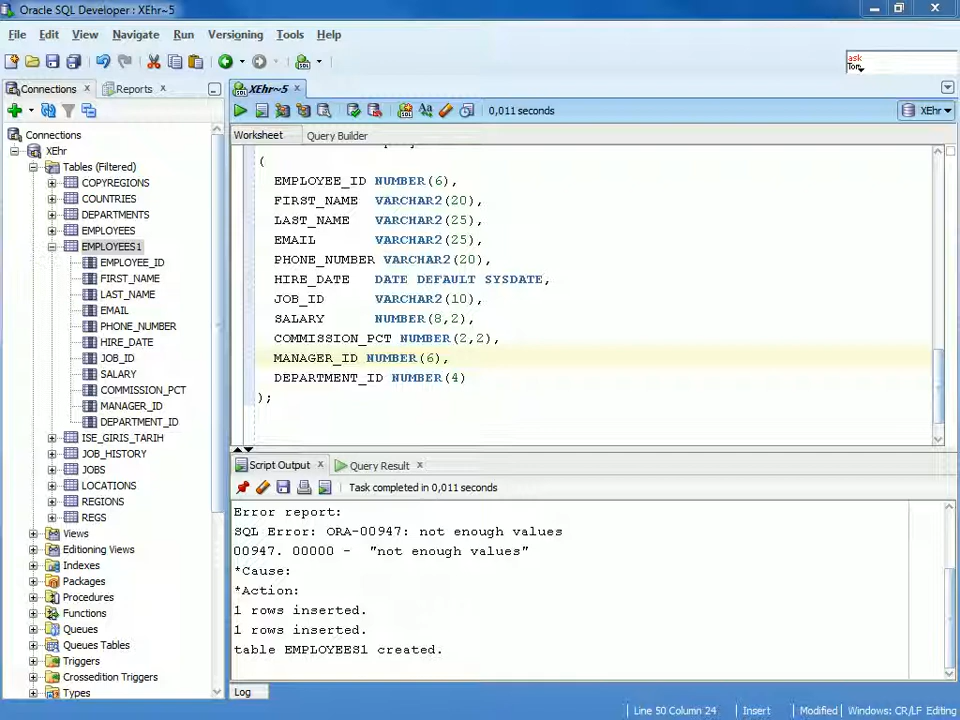 Oracle SQL Developer : XEhr~5
File Edit View Navigate Run Versioning Tools Help
ask
Tom
Connections Reports XEhr~5
0,011 seconds XEhr
Connections
XEhr
Tables (Filtered)
COPYREGIONS
COUNTRIES
DEPARTMENTS
EMPLOYEES
EMPLOYEES1
EMPLOYEE_ID
FIRST_NAME
LAST_NAME
EMAIL
PHONE_NUMBER
HIRE_DATE
JOB_ID
SALARY
COMMISSION_PCT
MANAGER_ID
DEPARTMENT_ID
ISE_GIRIS_TARIH
JOB_HISTORY
JOBS
LOCATIONS
REGIONS
REGS
Views
Editioning Views
Indexes
Packages
Procedures
Functions
Queues
Queues Tables
Triggers
Crossedition Triggers
Types
Worksheet Query Builder
(
EMPLOYEE_ID NUMBER(6),
FIRST_NAME VARCHAR2(20),
LAST_NAME VARCHAR2(25),
EMAIL VARCHAR2(25),
PHONE_NUMBER VARCHAR2(20),
HIRE_DATE DATE DEFAULT SYSDATE,
JOB_ID VARCHAR2(10),
SALARY NUMBER(8,2),
COMMISSION_PCT NUMBER(2,2),
MANAGER_ID NUMBER(6),
DEPARTMENT_ID NUMBER(4)
);
Script Output Query Result
Task completed in 0,011 seconds
Error report:
SQL Error: ORA-00947: not enough values
00947. 00000 - "not enough values"
*Cause:
*Action:
1 rows inserted.
1 rows inserted.
table EMPLOYEES1 created.
Log
Line 50 Column 24 Insert Modified Windows: CR/LF Editing